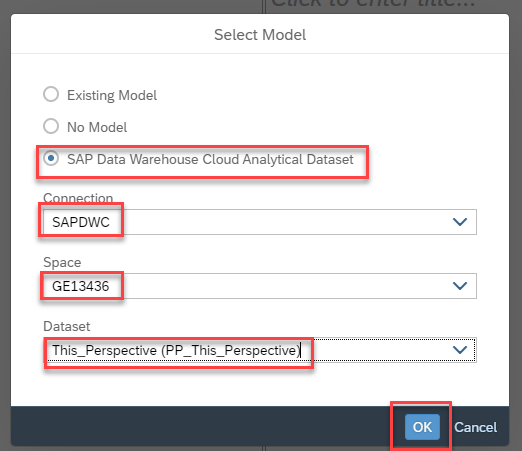 Click to enter title...
Select Model
Existing Model
No Model
SAP Data Warehouse Cloud Analytical Dataset
Connection
SAPDWC
Space
GE13436
Dataset
This_Perspective (PP_This_Perspective)
OK Cancel